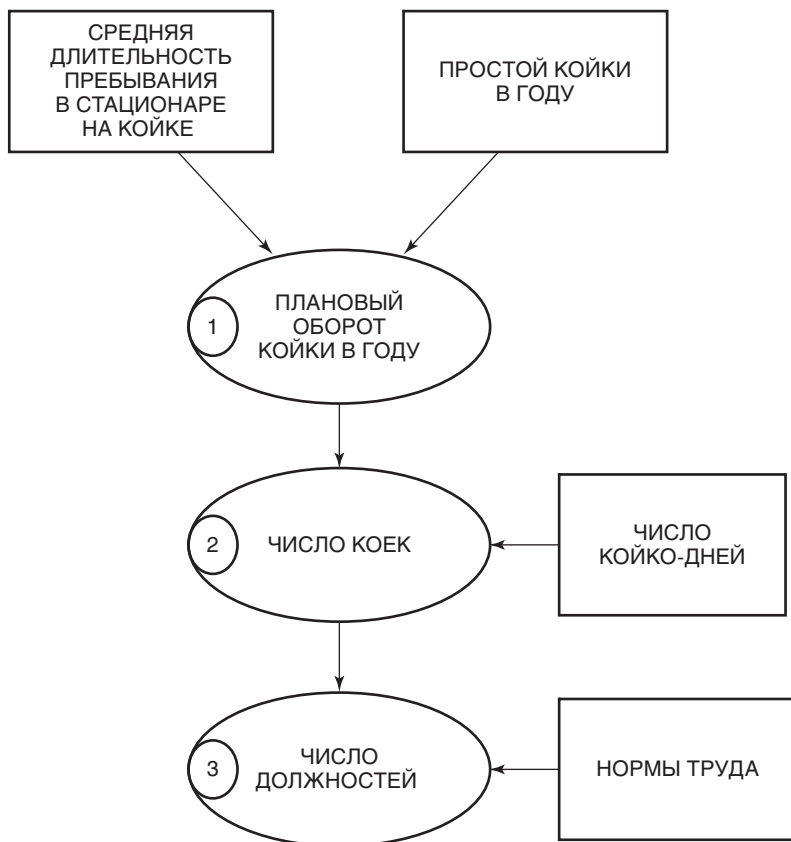 СРЕДНЯЯ
ДЛИТЕЛЬНОСТЬ
ПРЕБЫВАНИЯ
В СТАЦИОНАРЕ
НА КОЙКЕ
ПРОСТОЙ КОЙКИ
В ГОДУ
1
ПЛАНОВЫЙ
ОБОРОТ
КОЙКИ В ГОДУ
2
ЧИСЛО КОЕК
ЧИСЛО
КОЙКО-ДНЕЙ
3
ЧИСЛО
ДОЛЖНОСТЕЙ
НОРМЫ ТРУДА